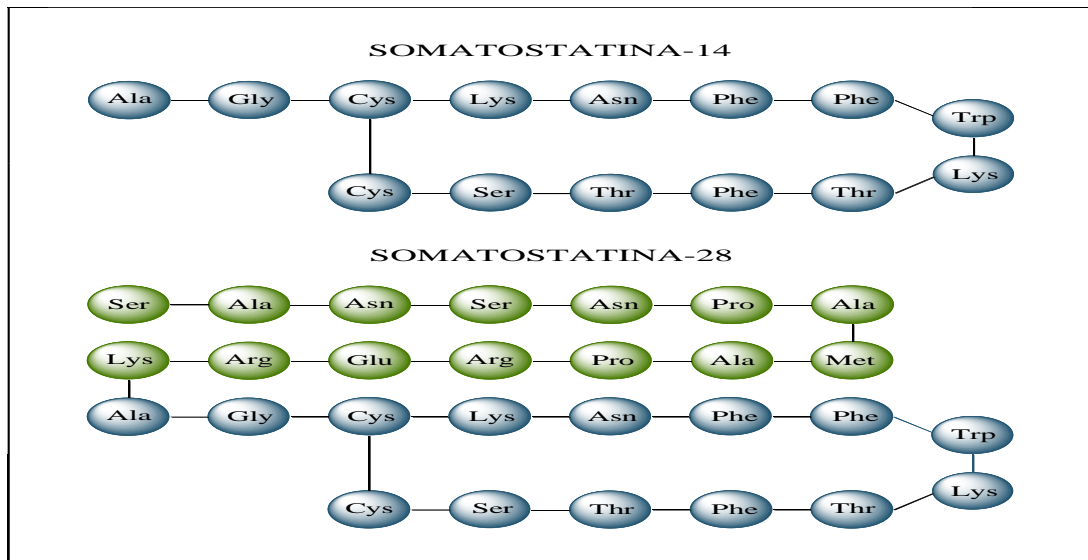 SOMATOSTATINA-14
Ala Gly Cys Lys Asn Phe Phe
Trp
Lys
Cys Ser Thr Phe Thr
SOMATOSTATINA-28
Ser Ala Asn Ser Asn Pro Ala
Lys Arg Glu Arg Pro Ala Met
Ala Gly Cys Lys Asn Phe Phe
Trp
Lys
Cys Ser Thr Phe Thr